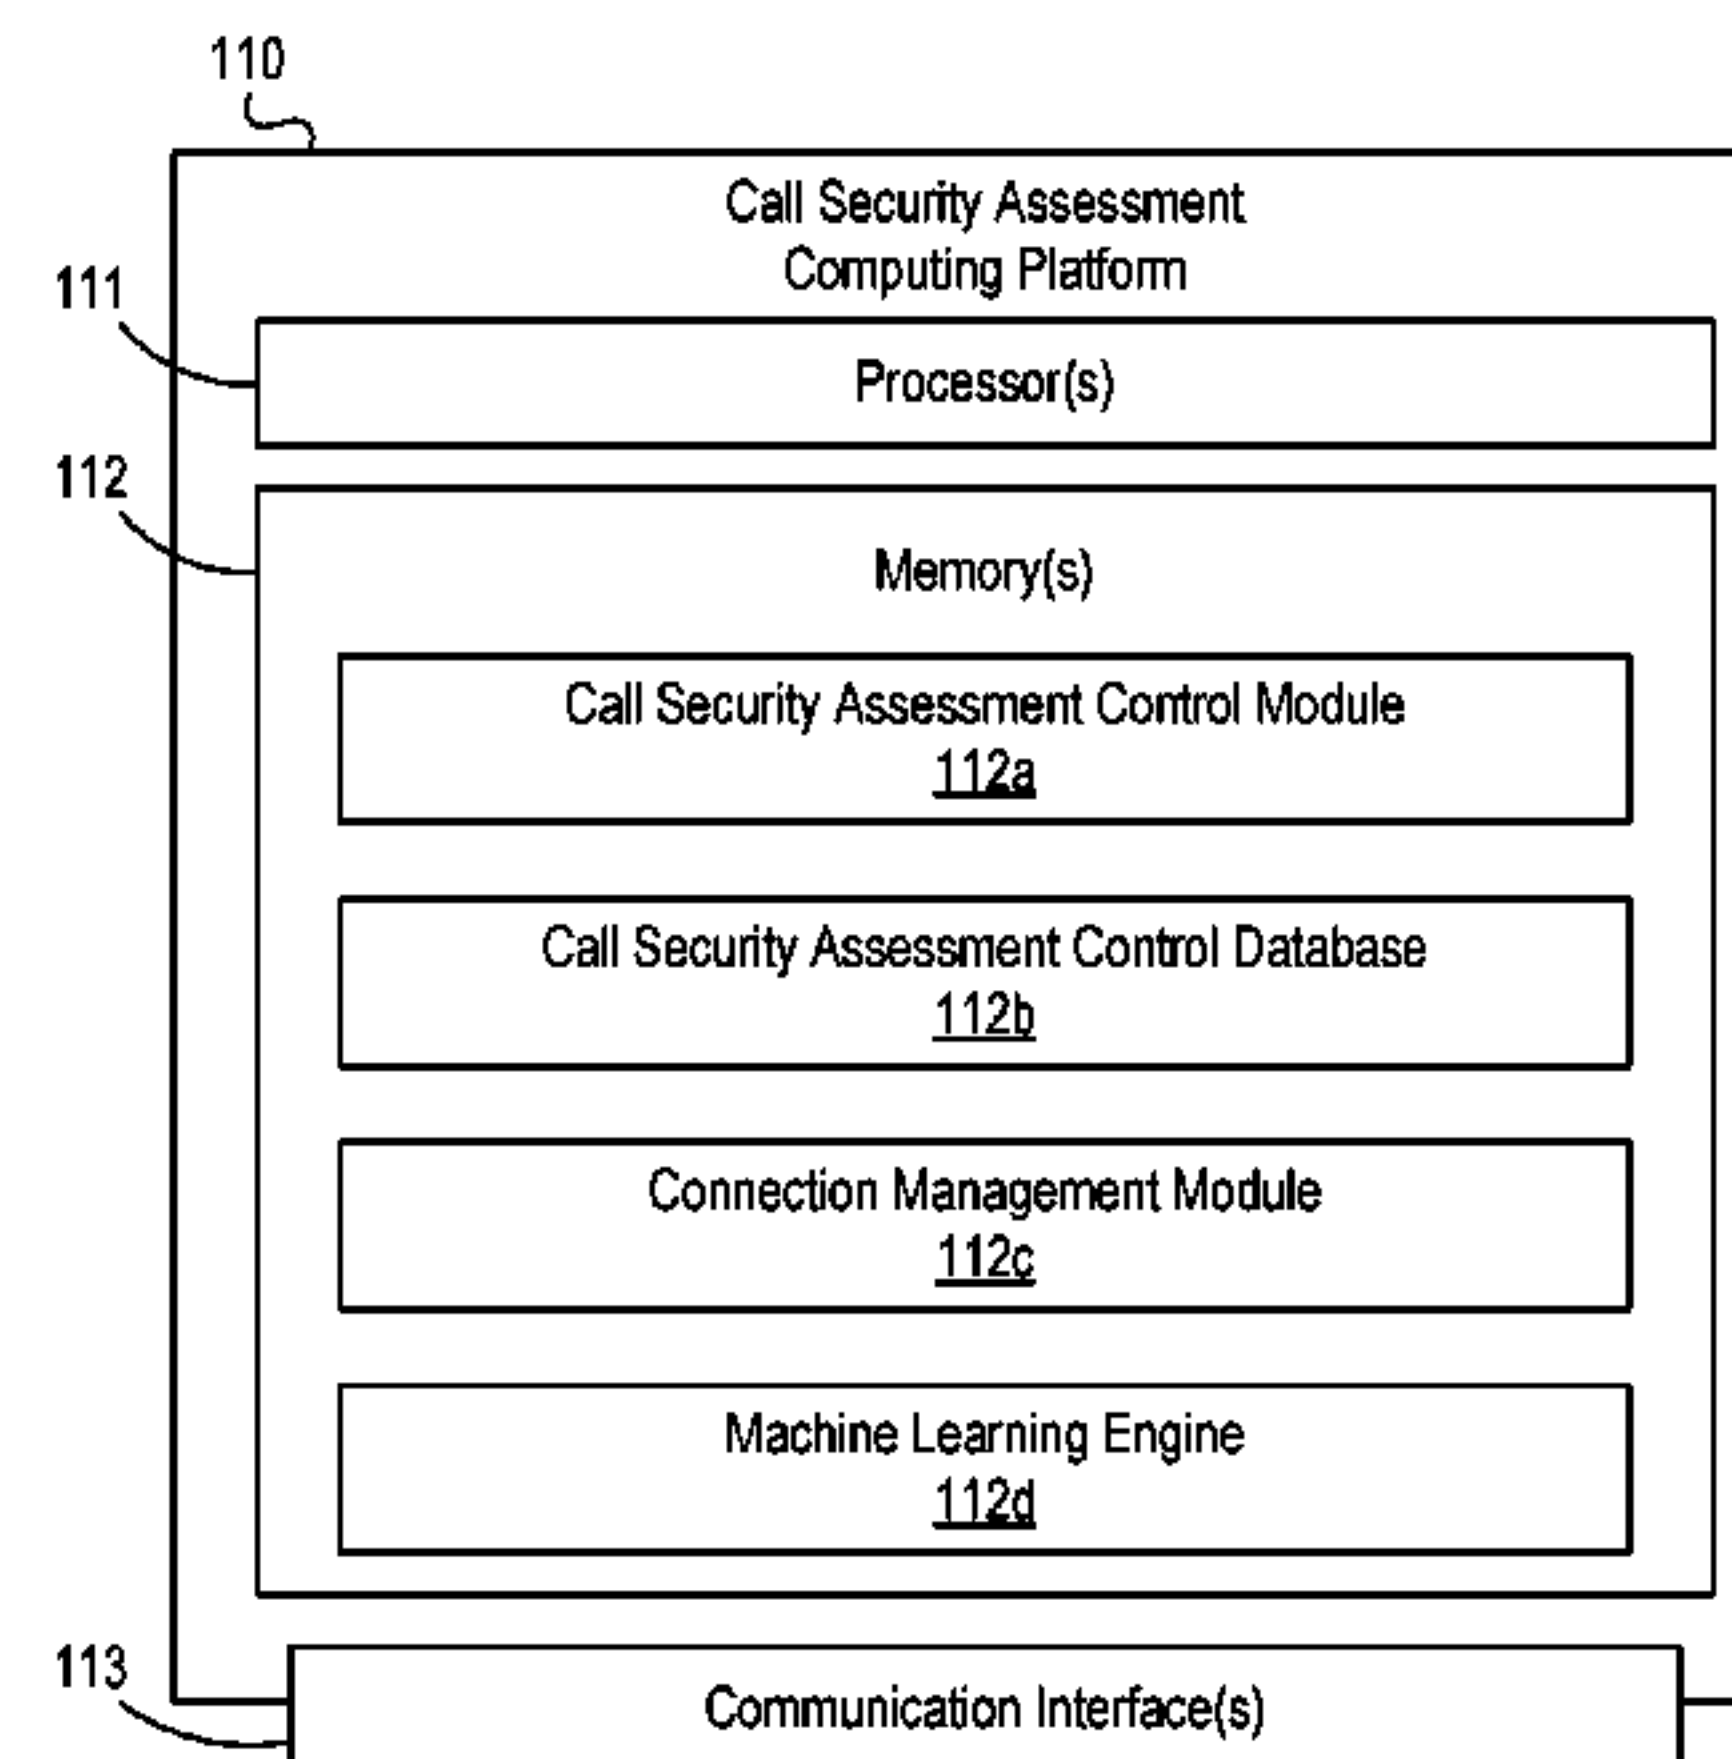 110
Call Security Assessment
Computing Platform
111
Processor(s)
112
Memory(s)
Call Security Assessment Control Module
112a
Call Security Assessment Control Database
112b
Connection Management Module
112c
Machine Learning Engine
112d
113
Communication Interface(s)